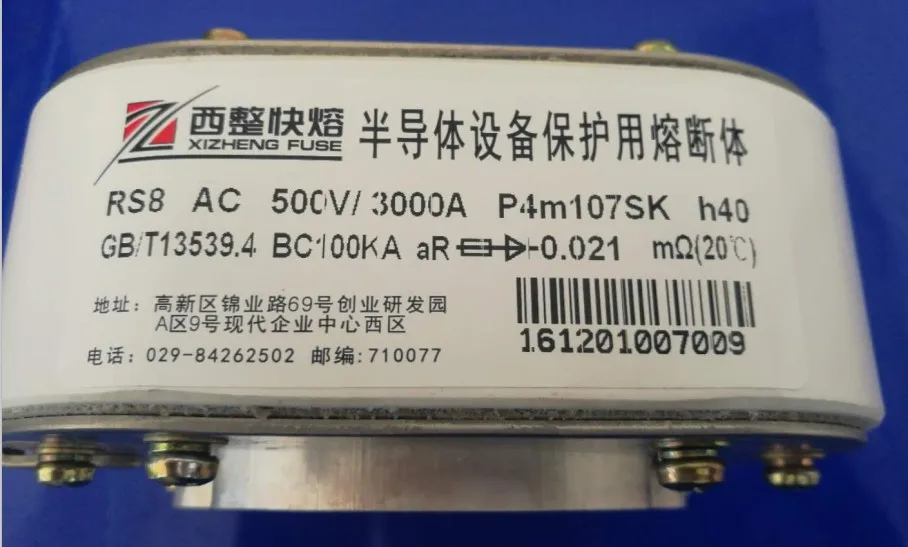 西整快熔 半导体设备保护用熔断体
XIZHENG FUSE
RS8 AC 500V/ 3000A P4m107SK h40
GB/T13539.4 BC100KA aR 0.021 mΩ(20℃)
地址：高新区锦业路69号创业研发园
A区9号现代企业中心西区
电话：029-84262502 邮编:710077
161201007009